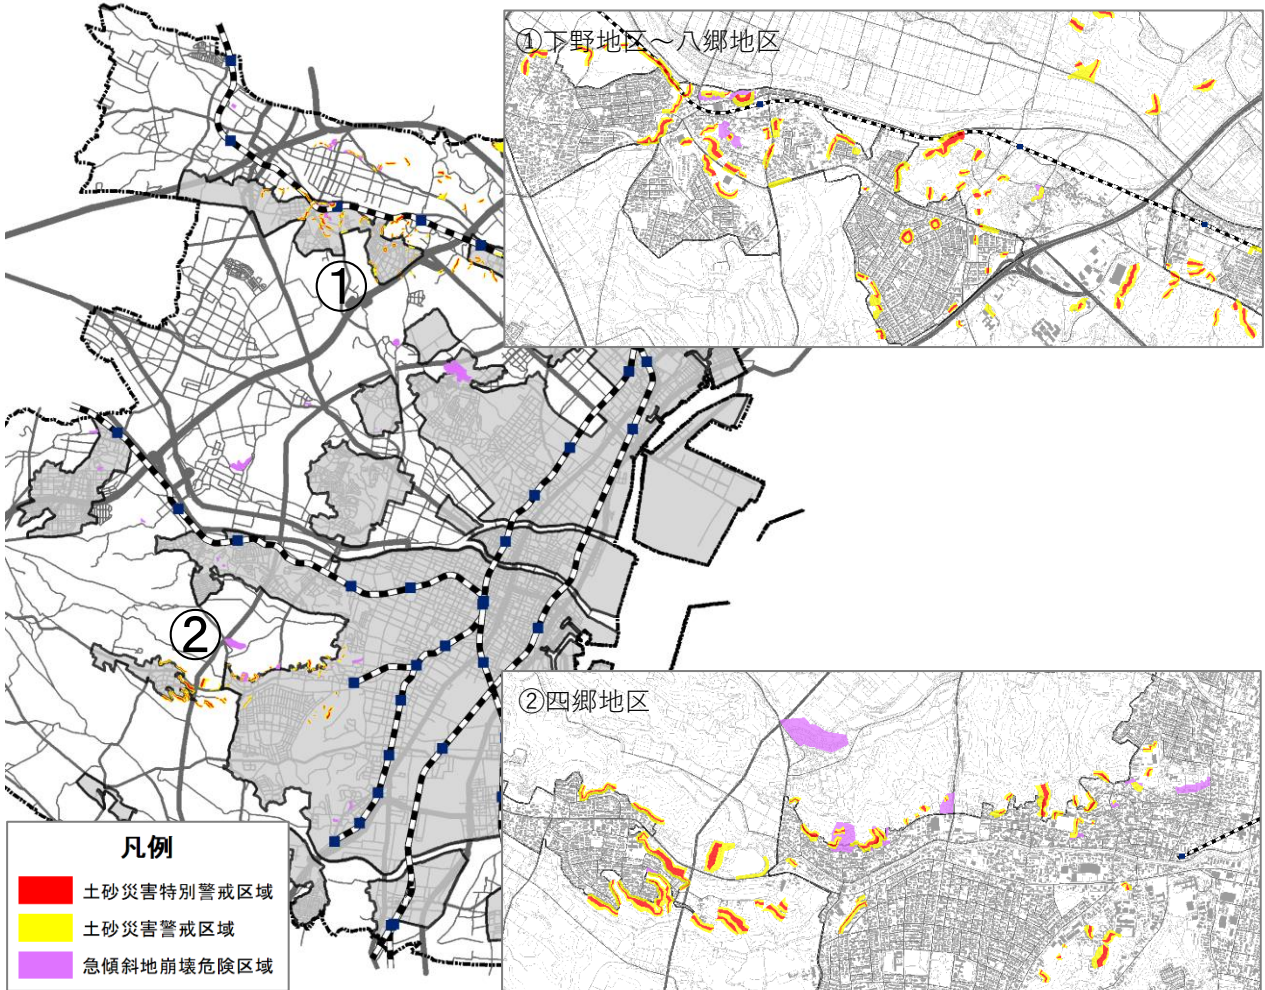 ①下野地区～八郷地区
①
②
②四郷地区
凡例
土砂災害特別警戒区域
土砂災害警戒区域
急傾斜地崩壊危険区域